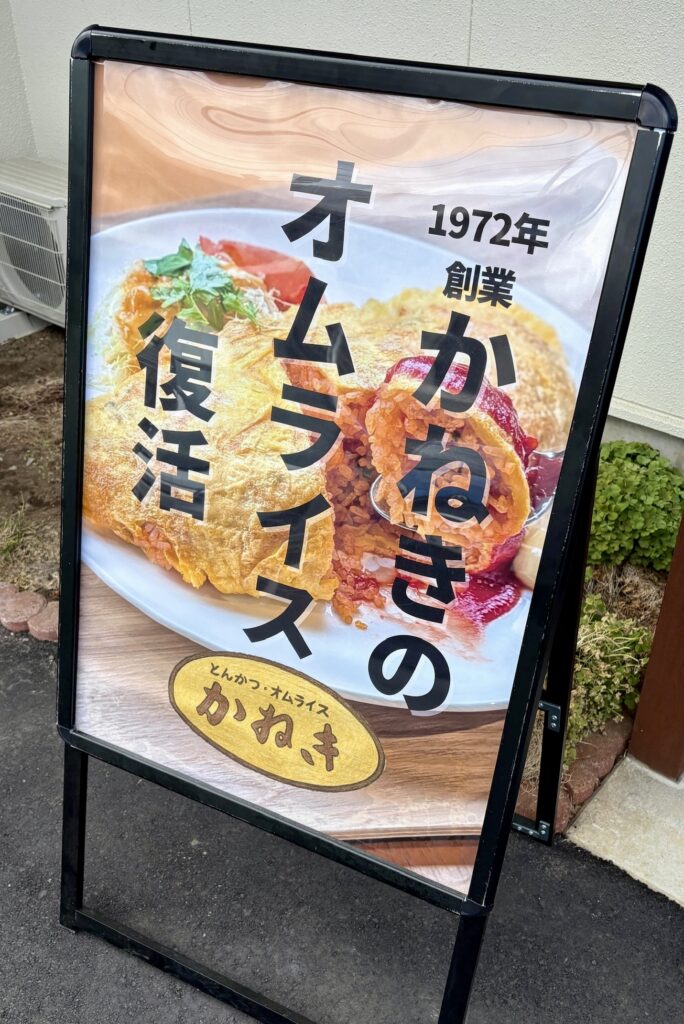 1972年
創業
かねきの
オムライス
復活
とんかつ・オムライス
かねき